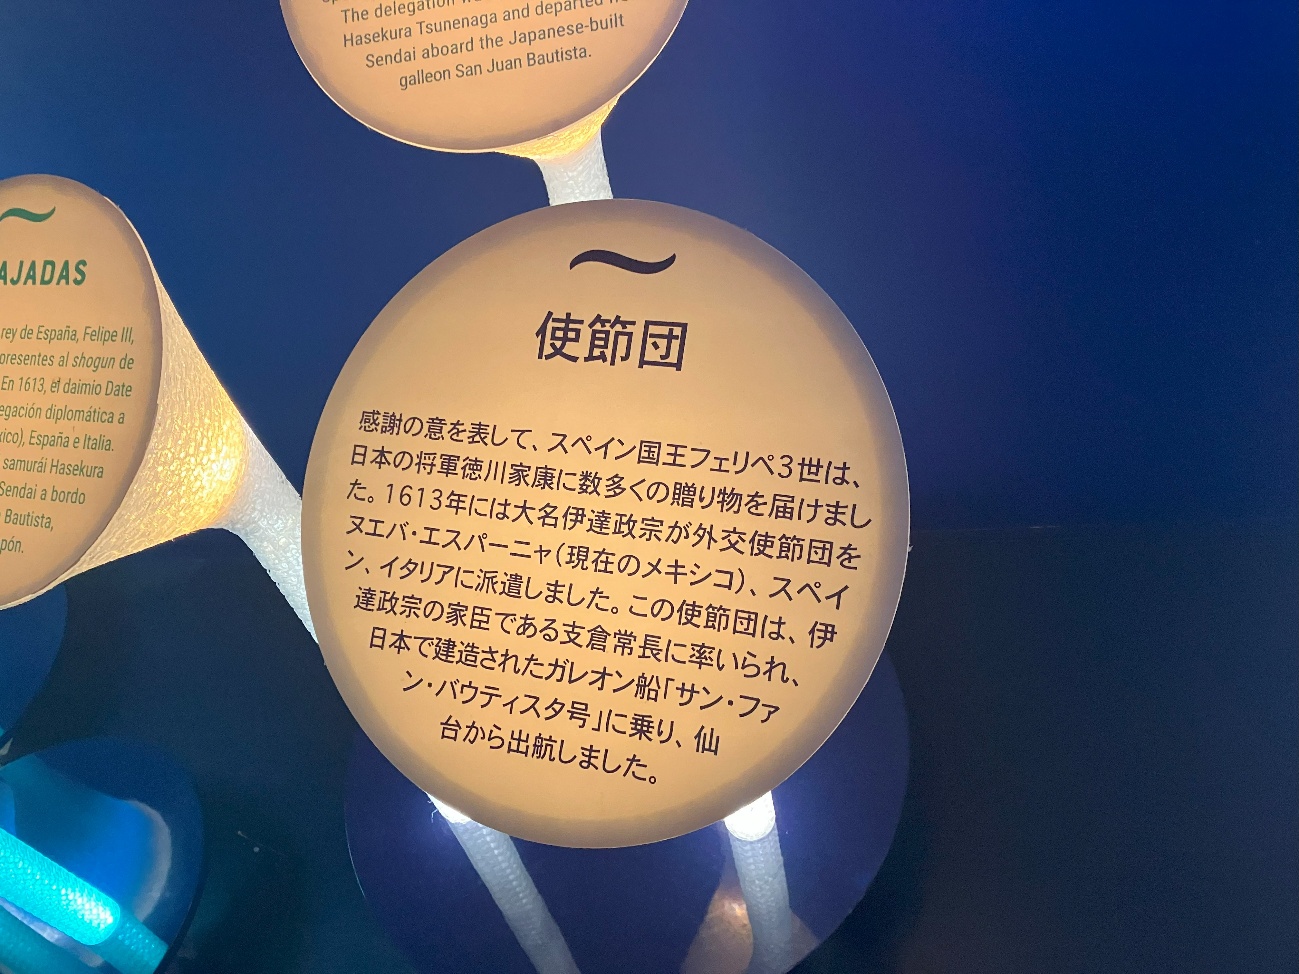 The delegation
Hasekura Tsunenaga and departed
Sendai aboard the Japanese-built
galleon San Juan Bautista.
AJADAS
rey de España, Felipe III,
presentes al shogun de
En 1613, el daimio Date
egación diplomática a
xico), España e Italia.
samurái Hasekura
Sendai a bordo
Bautista,
pón.
使節団
感謝の意を表して、スペイン国王フェリペ3世は、
日本の将軍徳川家康に数多くの贈り物を届けまし
た。1613年には大名伊達政宗が外交使節団を
ヌエバ・エスパーニャ(現在のメキシコ)、スペイ
ン、イタリアに派遣しました。この使節団は、伊
達政宗の家臣である支倉常長に率いられ、
日本で建造されたガレオン船「サン・ファ
ン・バウティスタ号」に乗り、仙
台から出航しました。